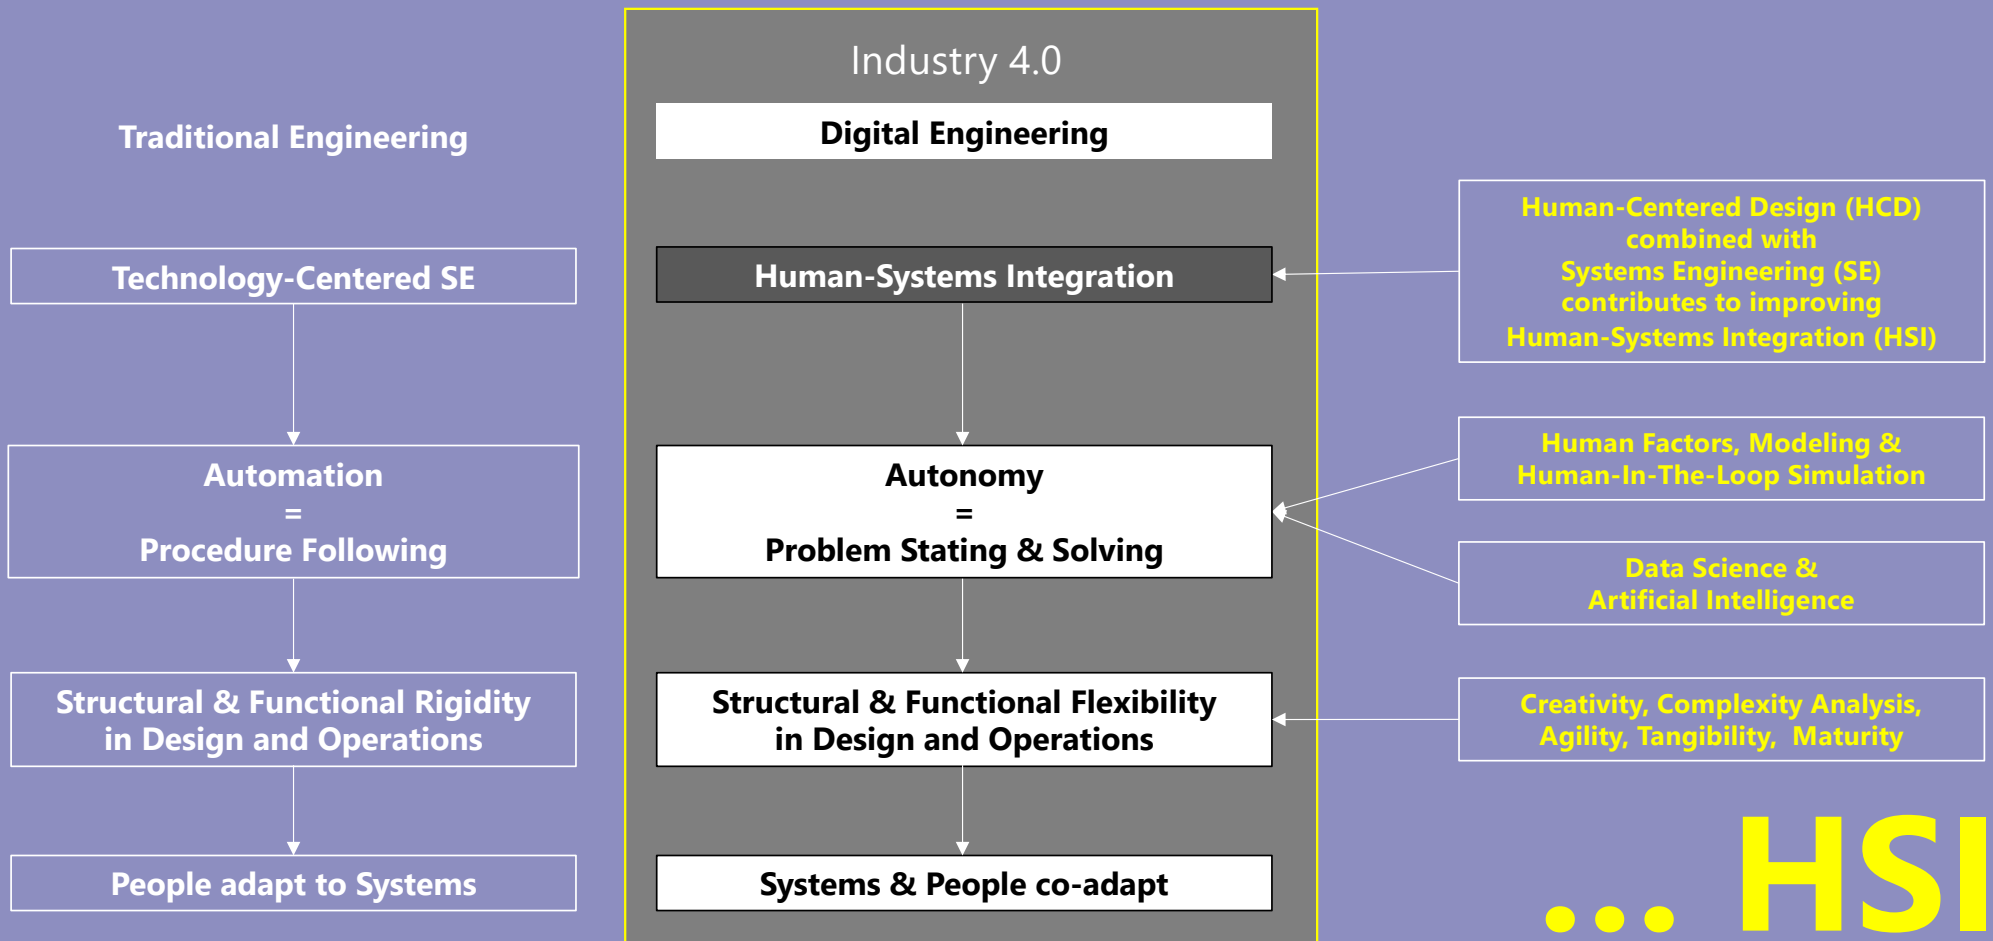 Industry 4.0
Traditional Engineering
Digital Engineering
Technology-Centered SE
Automation
=
Procedure Following
Structural & Functional Rigidity
in Design and Operations
People adapt to Systems
Human-Systems Integration
Autonomy
=
Problem Stating & Solving
Structural & Functional Flexibility
in Design and Operations
Systems & People co-adapt
Human-Centered Design (HCD)
combined with
Systems Engineering (SE)
contributes to improving
Human-Systems Integration (HSI)
Human Factors, Modeling &
Human-In-The-Loop Simulation
Data Science &
Artificial Intelligence
Creativity, Complexity Analysis,
Agility, Tangibility,  Maturity
... HSI